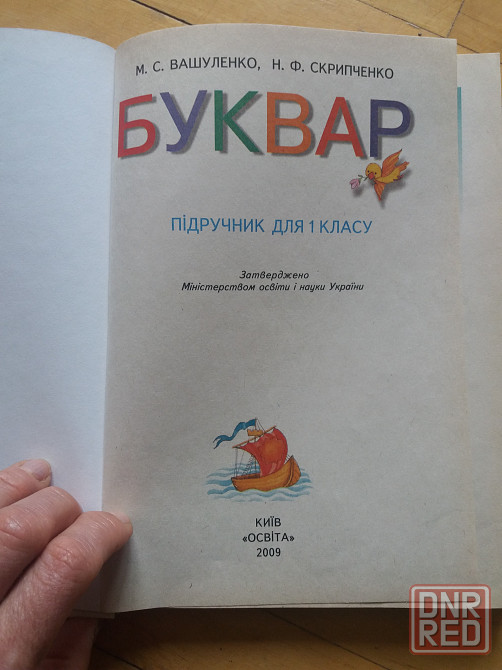 М. С. ВАШУЛЕНКО, Н. Ф. СКРИПЧЕНКО
БУКВАР
ПІДРУЧНИК ДЛЯ 1 КЛАСУ
Затверджено
Міністерством освіти і науки України
КИЇВ
«ОСВІТА»
2009
DNR
RED